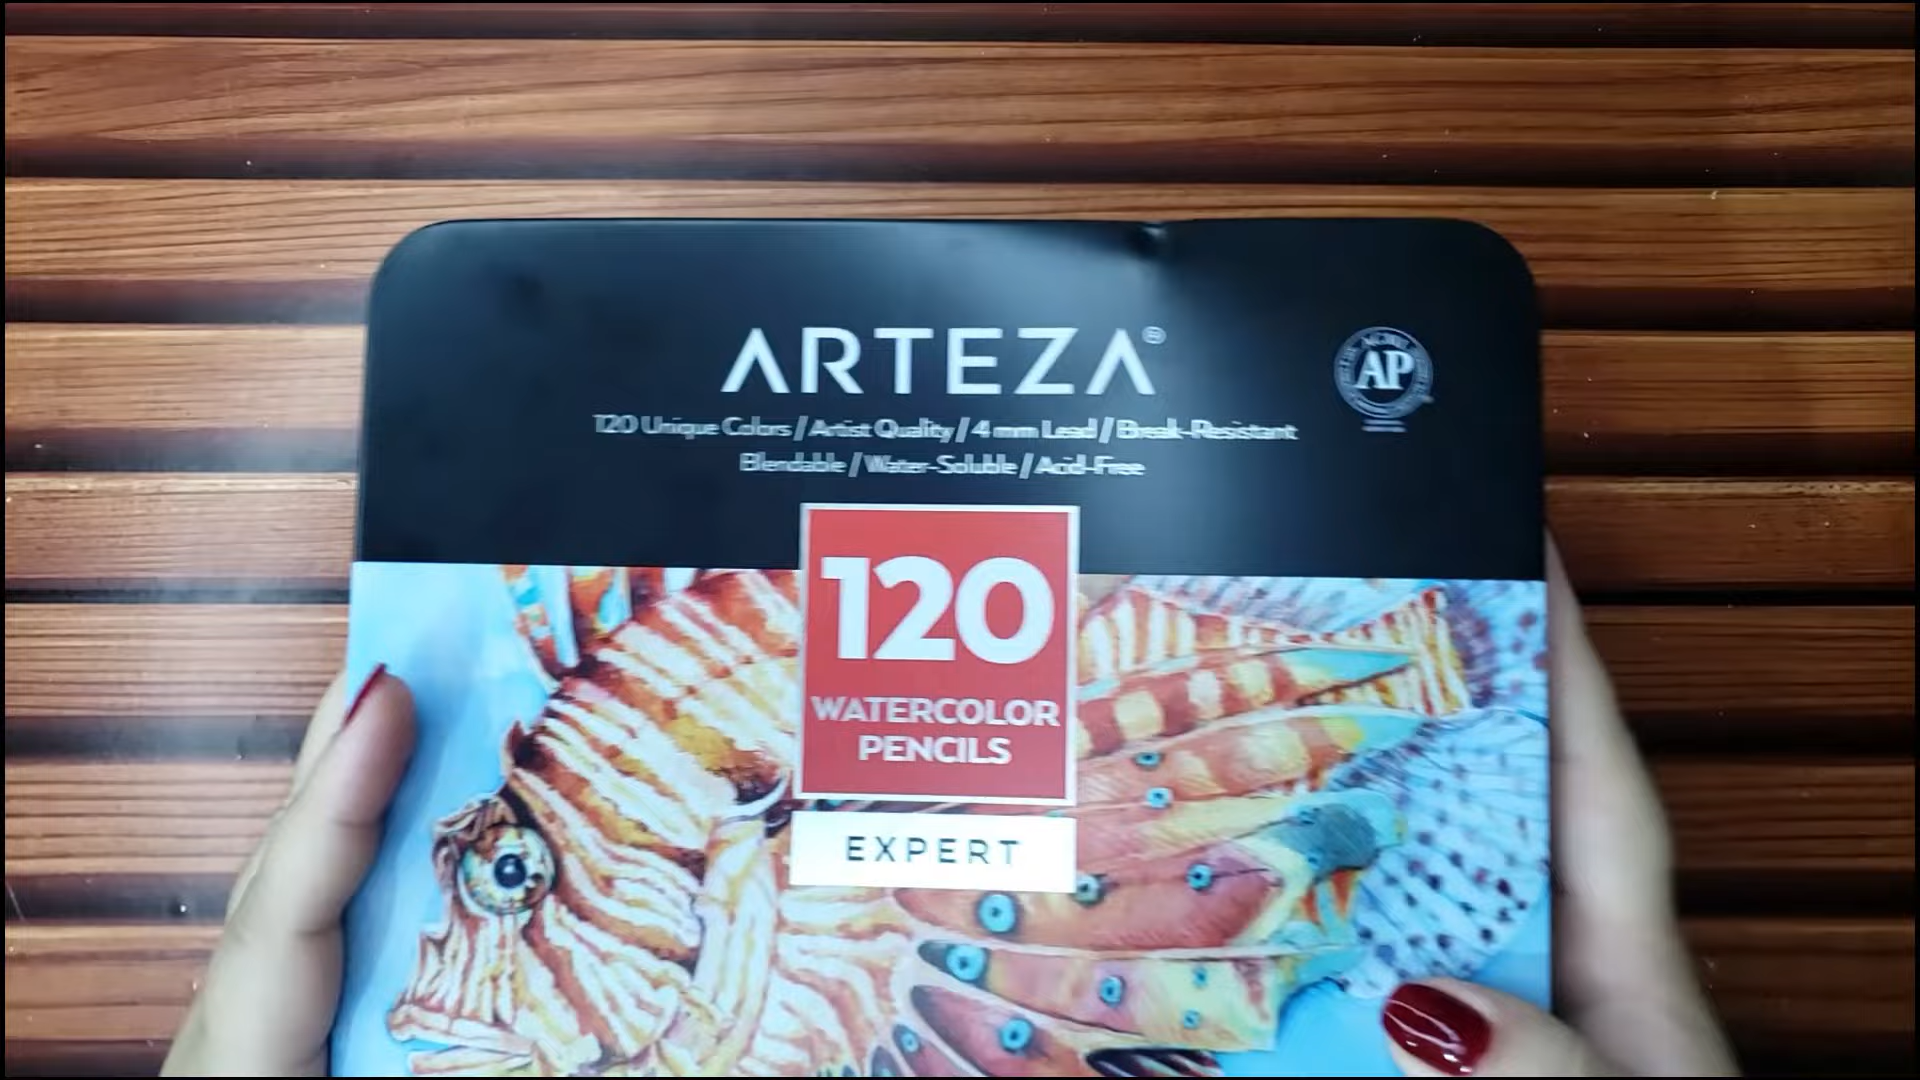 ARTEZA®
120 Unique Colors / Artist Quality / 4 mm Lead / Break-Resistant
Blendable / Water-Soluble / Acid-Free
AP
120
WATERCOLOR
PENCILS
EXPERT